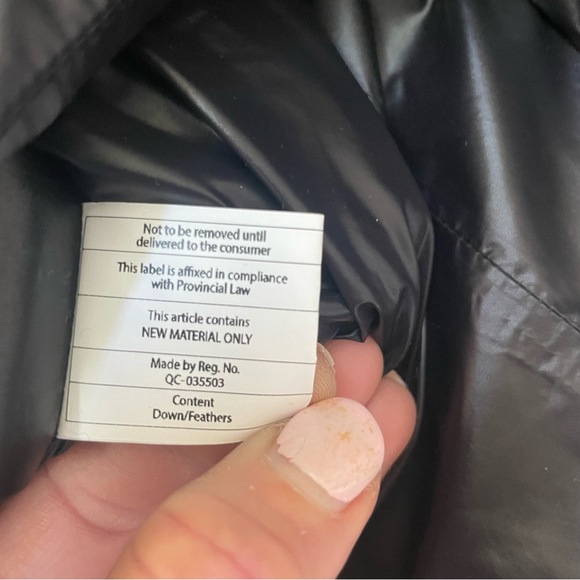 Not to be removed until
delivered to the consumer
This label is affixed in compliance
with Provincial Law
This article contains
NEW MATERIAL ONLY
Made by Reg. No.
QC-035503
Content
Down/Feathers